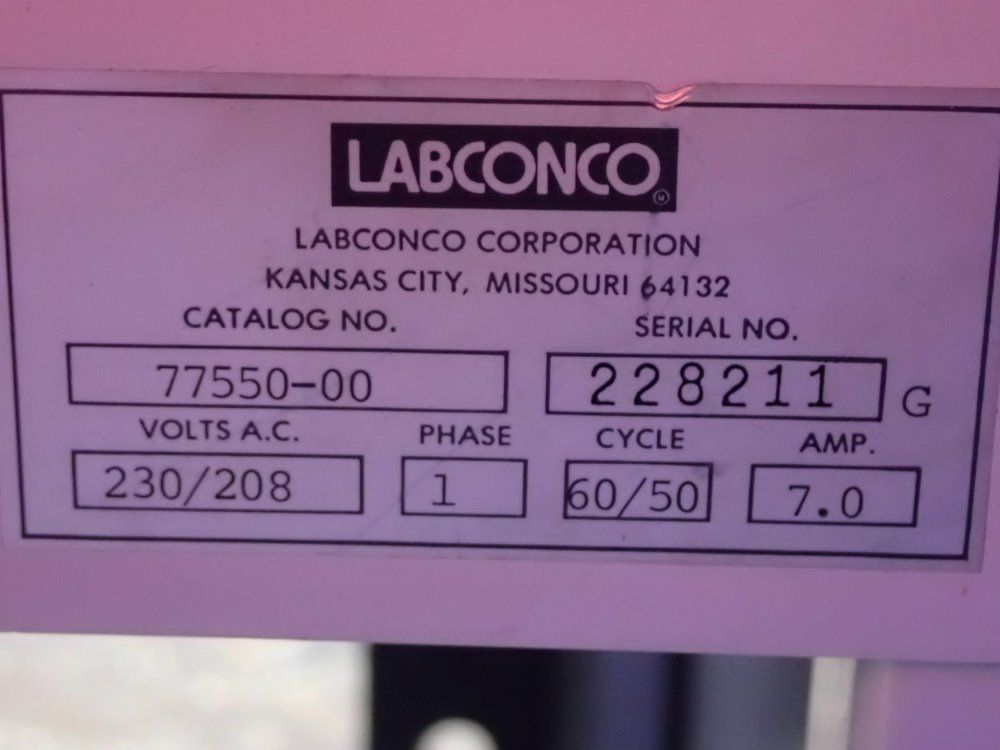 LABCONCO
LABCONCO CORPORATION
KANSAS CITY, MISSOURI 64132
CATALOG NO. SERIAL NO.
77550-00 228211 G
VOLTS A.C. PHASE CYCLE AMP.
230/208 1 60/50 7.0